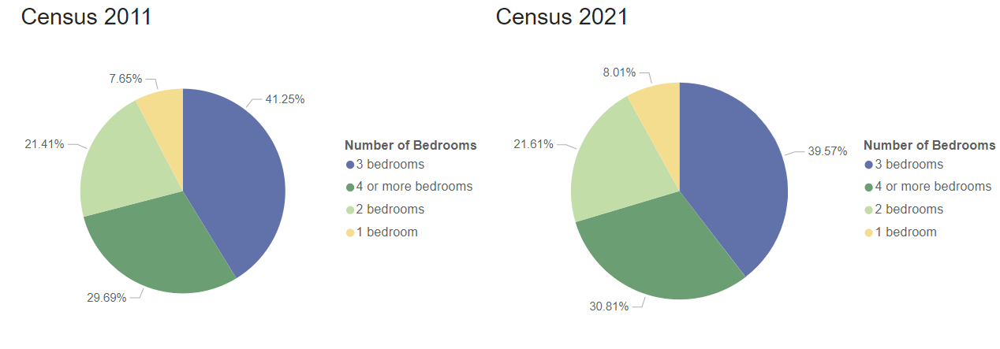 Census 2011
7.65%
41.25%
21.41%
29.69%
Number of Bedrooms
3 bedrooms
4 or more bedrooms
2 bedrooms
1 bedroom
Census 2021
8.01%
39.57%
21.61%
30.81%
Number of Bedrooms
3 bedrooms
4 or more bedrooms
2 bedrooms
1 bedroom